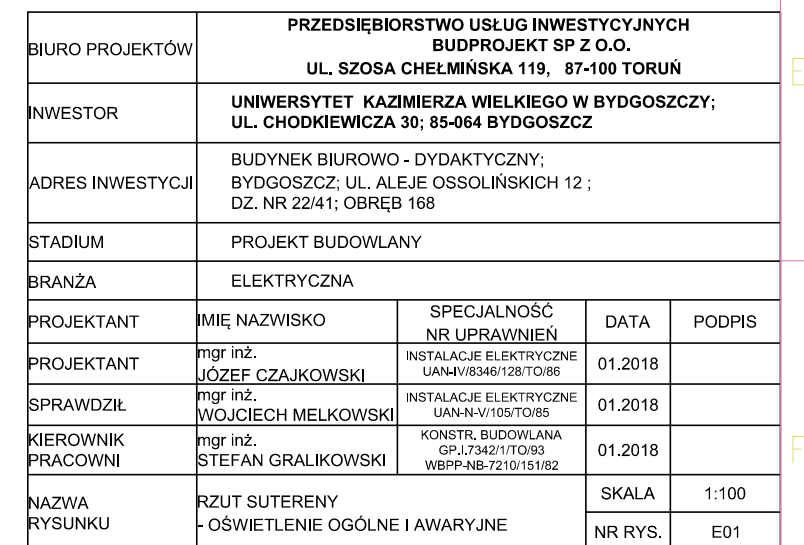 BIURO PROJEKTÓW
PRZEDSIĘBIORSTWO USŁUG INWESTYCYJNYCH
BUDPROJEKT SP Z O.O.
UL. SZOSA CHEŁMIŃSKA 119, 87-100 TORUŃ
INWESTOR
UNIWERSYTET KAZIMIERZA WIELKIEGO W BYDGOSZCZY;
UL. CHODKIEWICZA 30; 85-064 BYDGOSZCZ
ADRES INWESTYCJI
BUDYNEK BIUROWO - DYDAKTYCZNY;
BYDGOSZCZ; UL. ALEJE OSSOLIŃSKICH 12 ;
DZ. NR 22/41; OBRĘB 168
STADIUM
PROJEKT BUDOWLANY
BRANŻA
ELEKTRYCZNA
PROJEKTANT
IMIĘ NAZWISKO
SPECJALNOŚĆ
NR UPRAWNIEŃ
DATA
PODPIS
PROJEKTANT
mgr inż.
JÓZEF CZAJKOWSKI
INSTALACJE ELEKTRYCZNE
UAN-IV/8346/128/TO/86
01.2018
SPRAWDZIŁ
mgr inż.
WOJCIECH MELKOWSKI
INSTALACJE ELEKTRYCZNE
UAN-N-V/105/TO/85
01.2018
KIEROWNIK
PRACOWNI
mgr inż.
STEFAN GRALIKOWSKI
KONSTR. BUDOWLANA
GP.I.7342/1/TO/93
WBPP-NB-7210/151/82
01.2018
NAZWA
RYSUNKU
RZUT SUTERENY
- OŚWIETLENIE OGÓLNE I AWARYJNE
SKALA
1:100
NR RYS.
E01
E
F